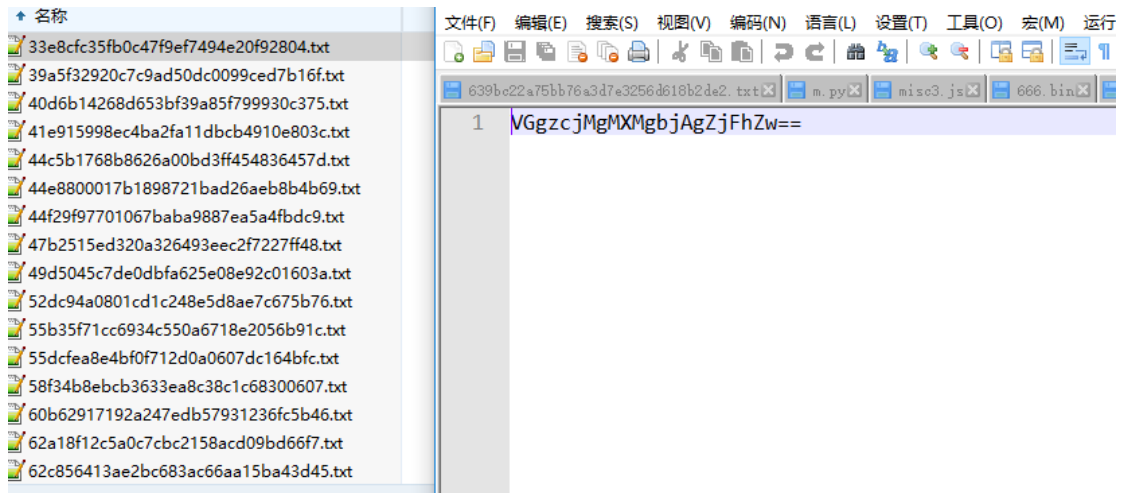 名称
33e8cfc35fb0c47f9ef7494e20f92804.txt
39a5f32920c7c9ad50dc0099ced7b16f.txt
40d6b14268d653bf39a85f799930c375.txt
41e915998ec4ba2fa11dbcb4910e803c.txt
44c5b1768b8626a00bd3ff454836457d.txt
44e8800017b1898721bad26aeb8b4b69.txt
44f29f97701067baba9887ea5a4fbdc9.txt
47b2515ed320a326493eec2f7227ff48.txt
49d5045c7de0dbfa625e08e92c01603a.txt
52dc94a0801cd1c248e5d8ae7c675b76.txt
55b35f71cc6934c550a6718e2056b91c.txt
55dcfea8e4bf0f712d0a0607dc164bfc.txt
58f34b8ebcb3633ea8c38c1c68300607.txt
60b62917192a247edb57931236fc5b46.txt
62a18f12c5a0c7cbc2158acd09bd66f7.txt
62c856413ae2bc683ac66aa15ba43d45.txt
文件(F) 编辑(E) 搜索(S) 视图(V) 编码(N) 语言(L) 设置(T) 工具(O) 宏(M) 运行
639bc22a75bb76a3d7e3256d618b2de2.txt m.py misc3.js 666.bin
1 VGgzcjMgMXMgbjAgZjFhZw==